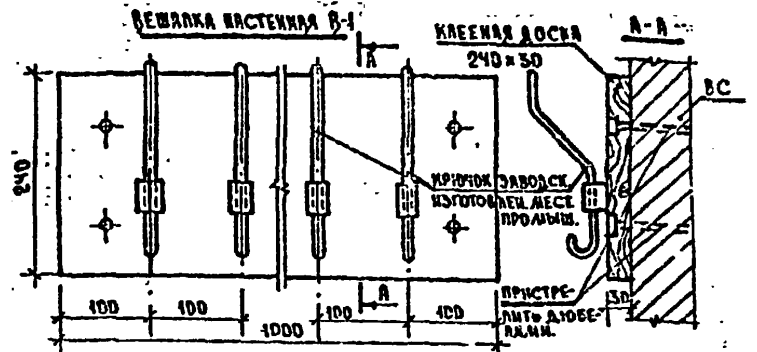 ВЕШАЛКА НАСТЕННАЯ В-1
А
КЛЕЕНАЯ ДОСКА
240×30
А-А
ВС
240
КРЮЧОК ЗАВОДСК.
ИЗГОТОВЛЕН. МЕСТ.
ПРОМЫШ.
А
ПРИСТРЕ-
ЛИТЬ ДЮБЕ-
ЛЯМИ.
30
100
100
100
100
1000